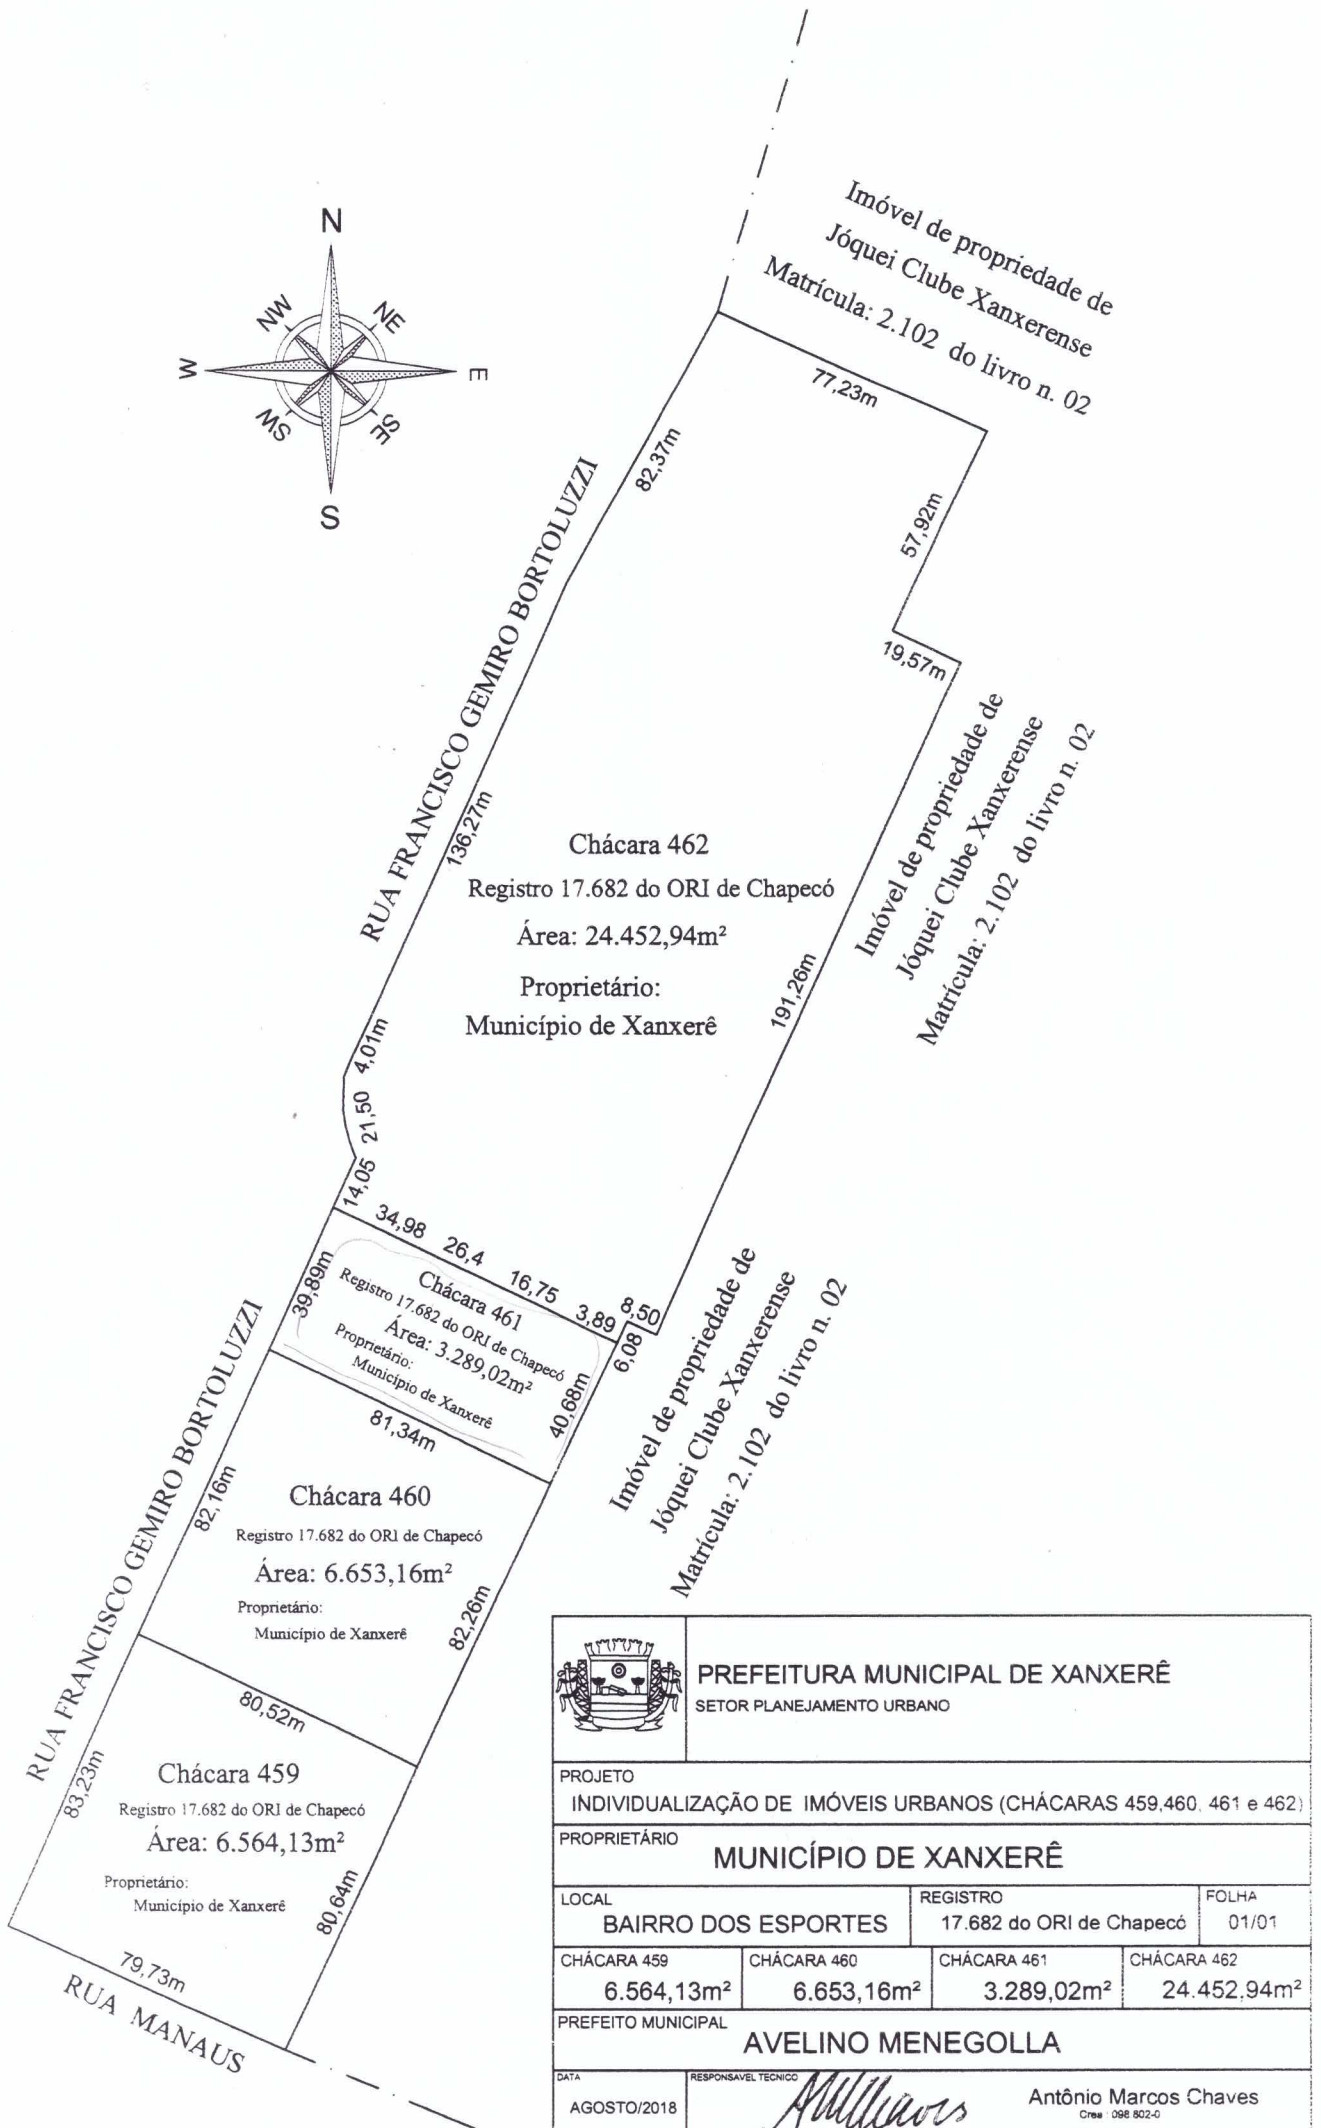 Imóvel de propriedade de
Jóquei Clube Xanxerense
Matrícula: 2.102 do livro n. 02
N
NW
NE
W
E
SW
SE
S
77,23m
82,37m
57,92m
19,57m
RUA FRANCISCO GEMIRO BORTOLUZZI
136,27m
Chácara 462
Registro 17.682 do ORI de Chapecó
Área: 24.452,94m²
Proprietário:
Município de Xanxerê
Imóvel de propriedade de
Jóquei Clube Xanxerense
Matrícula: 2.102 do livro n. 02
191,26m
4,01m
21,50
14,05
34,98
26,4
16,75
3,89
8,50
6,08
39,89m
Chácara 461
Registro 17.682 do ORI de Chapecó
Área: 3.289,02m²
Proprietário:
Município de Xanxerê
40,68m
81,34m
Imóvel de propriedade de
Jóquei Clube Xanxerense
Matrícula: 2.102 do livro n. 02
RUA FRANCISCO GEMIRO BORTOLUZZI
82,16m
Chácara 460
Registro 17.682 do ORI de Chapecó
Área: 6.653,16m²
Proprietário:
Município de Xanxerê
82,26m
80,52m
83,23m
Chácara 459
Registro 17.682 do ORI de Chapecó
Área: 6.564,13m²
Proprietário:
Município de Xanxerê
80,64m
79,73m
RUA MANAUS
PREFEITURA MUNICIPAL DE XANXERÊ
SETOR PLANEJAMENTO URBANO
PROJETO
INDIVIDUALIZAÇÃO DE IMÓVEIS URBANOS (CHÁCARAS 459,460, 461 e 462)
PROPRIETÁRIO
MUNICÍPIO DE XANXERÊ
LOCAL
BAIRRO DOS ESPORTES
REGISTRO
17.682 do ORI de Chapecó
FOLHA
01/01
CHÁCARA 459
6.564,13m²
CHÁCARA 460
6.653,16m²
CHÁCARA 461
3.289,02m²
CHÁCARA 462
24.452,94m²
PREFEITO MUNICIPAL
AVELINO MENEGOLLA
DATA
AGOSTO/2018
RESPONSAVEL TECNICO
Antônio Marcos Chaves
Crea : 098 802-0